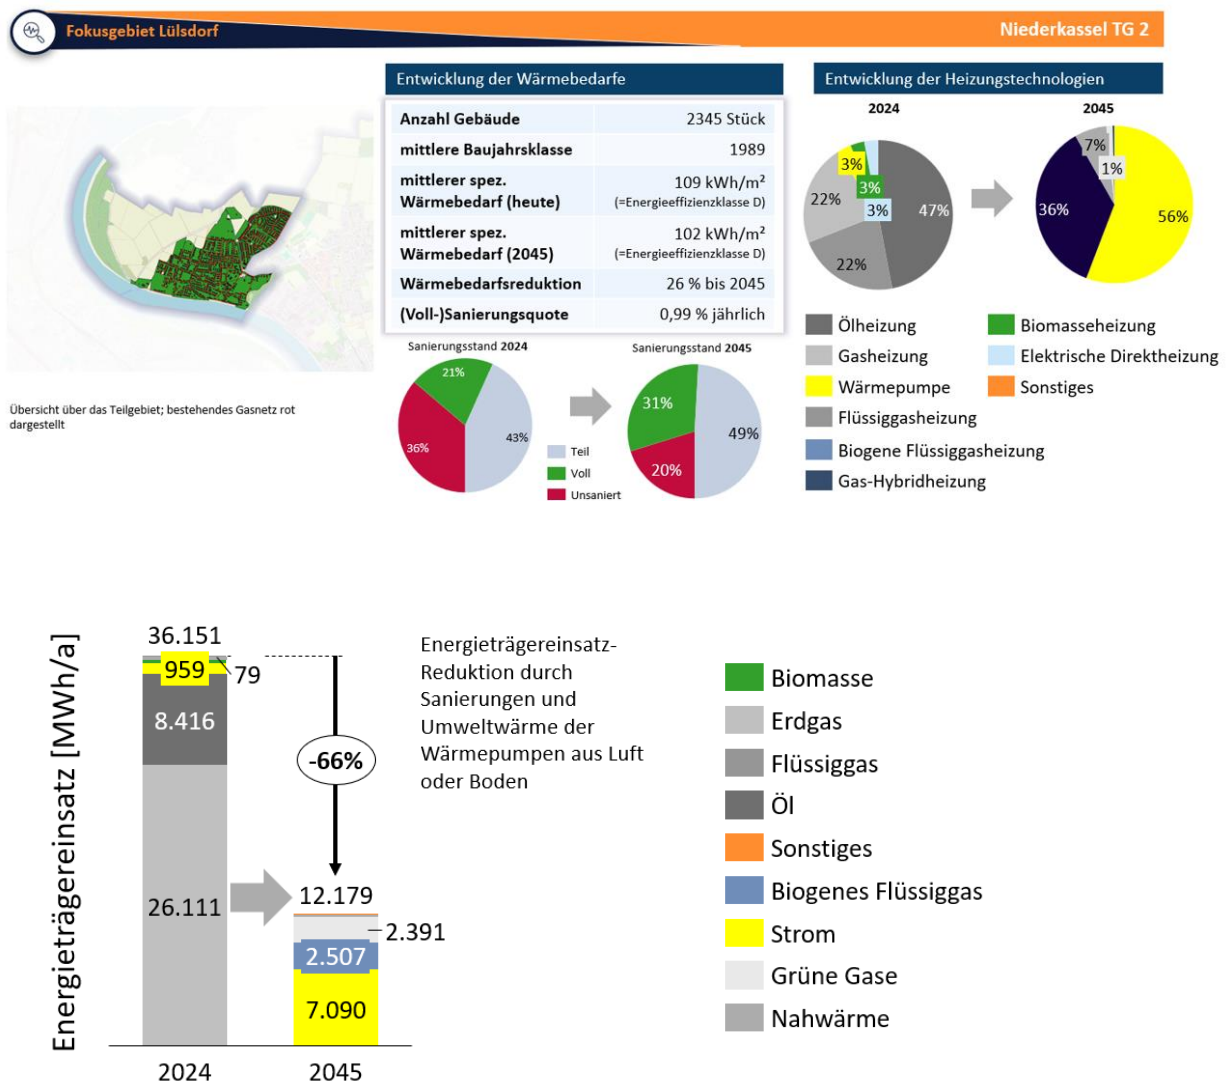 Fokusgebiet Lülsdorf
Niederkassel TG 2
Entwicklung der Wärmebedarfe
Anzahl Gebäude 2345 Stück
mittlere Baujahrsklasse 1989
mittlerer spez. 109 kWh/m²
Wärmebedarf (heute) (=Energieeffizienzklasse D)
mittlerer spez. 102 kWh/m²
Wärmebedarf (2045) (=Energieeffizienzklasse D)
Wärmebedarfsreduktion 26 % bis 2045
(Voll-)Sanierungsquote 0,99 % jährlich
Sanierungsstand 2024
21%
36%
43%
Sanierungsstand 2045
31%
49%
20%
Teil
Voll
Unsaniert
Übersicht über das Teilgebiet; bestehendes Gasnetz rot
dargestellt
Entwicklung der Heizungstechnologien
2024
3%
3%
22%
3%
47%
22%
2045
7%
1%
36%
56%
Ölheizung
Gasheizung
Wärmepumpe
Flüssiggasheizung
Biogene Flüssiggasheizung
Gas-Hybridheizung
Biomasseheizung
Elektrische Direktheizung
Sonstiges
Energieträgereinsatz [MWh/a]
36.151
959
79
8.416
26.111
2024
-66%
12.179
2.391
2.507
7.090
2045
Energieträgereinsatz-
Reduktion durch
Sanierungen und
Umweltwärme der
Wärmepumpen aus Luft
oder Boden
Biomasse
Erdgas
Flüssiggas
Öl
Sonstiges
Biogenes Flüssiggas
Strom
Grüne Gase
Nahwärme